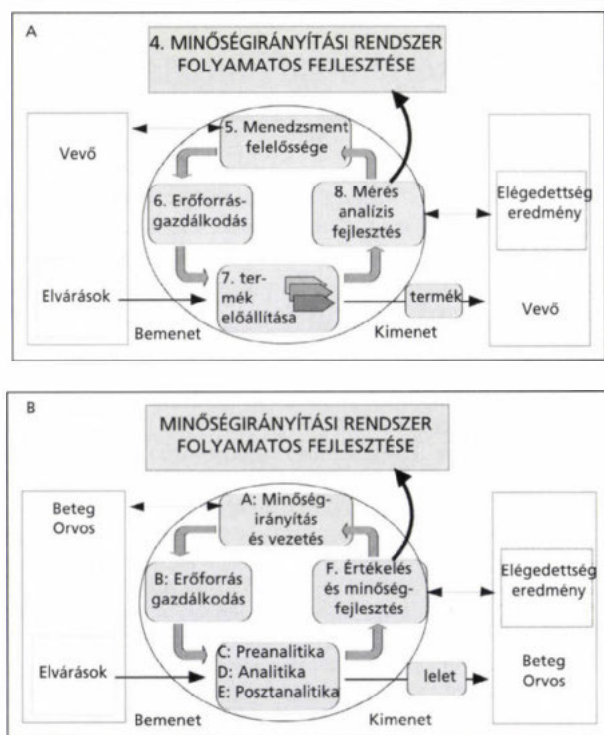 A
4. MINŐSÉGIRÁNYÍTÁSI RENDSZER
FOLYAMATOS FEJLESZTÉSE
Vevő
5. Menedzsment
felelőssége
6. Erőforrás-
gazdálkodás
8. Mérés
analízis
fejlesztés
Elégedettség
eredmény
Elvárások
7. ter-
mék
előállítása
termék
Vevő
Bemenet
Kimenet
B
MINŐSÉGIRÁNYÍTÁSI RENDSZER
FOLYAMATOS FEJLESZTÉSE
Beteg
Orvos
A: Minőség-
irányítás
és vezetés
B: Erőforrás
gazdálkodás
F. Értékelés
és minőség-
fejlesztés
Elégedettség
eredmény
Elvárások
C: Preanalitika
D: Analitika
E: Posztanalitika
lelet
Beteg
Orvos
Bemenet
Kimenet